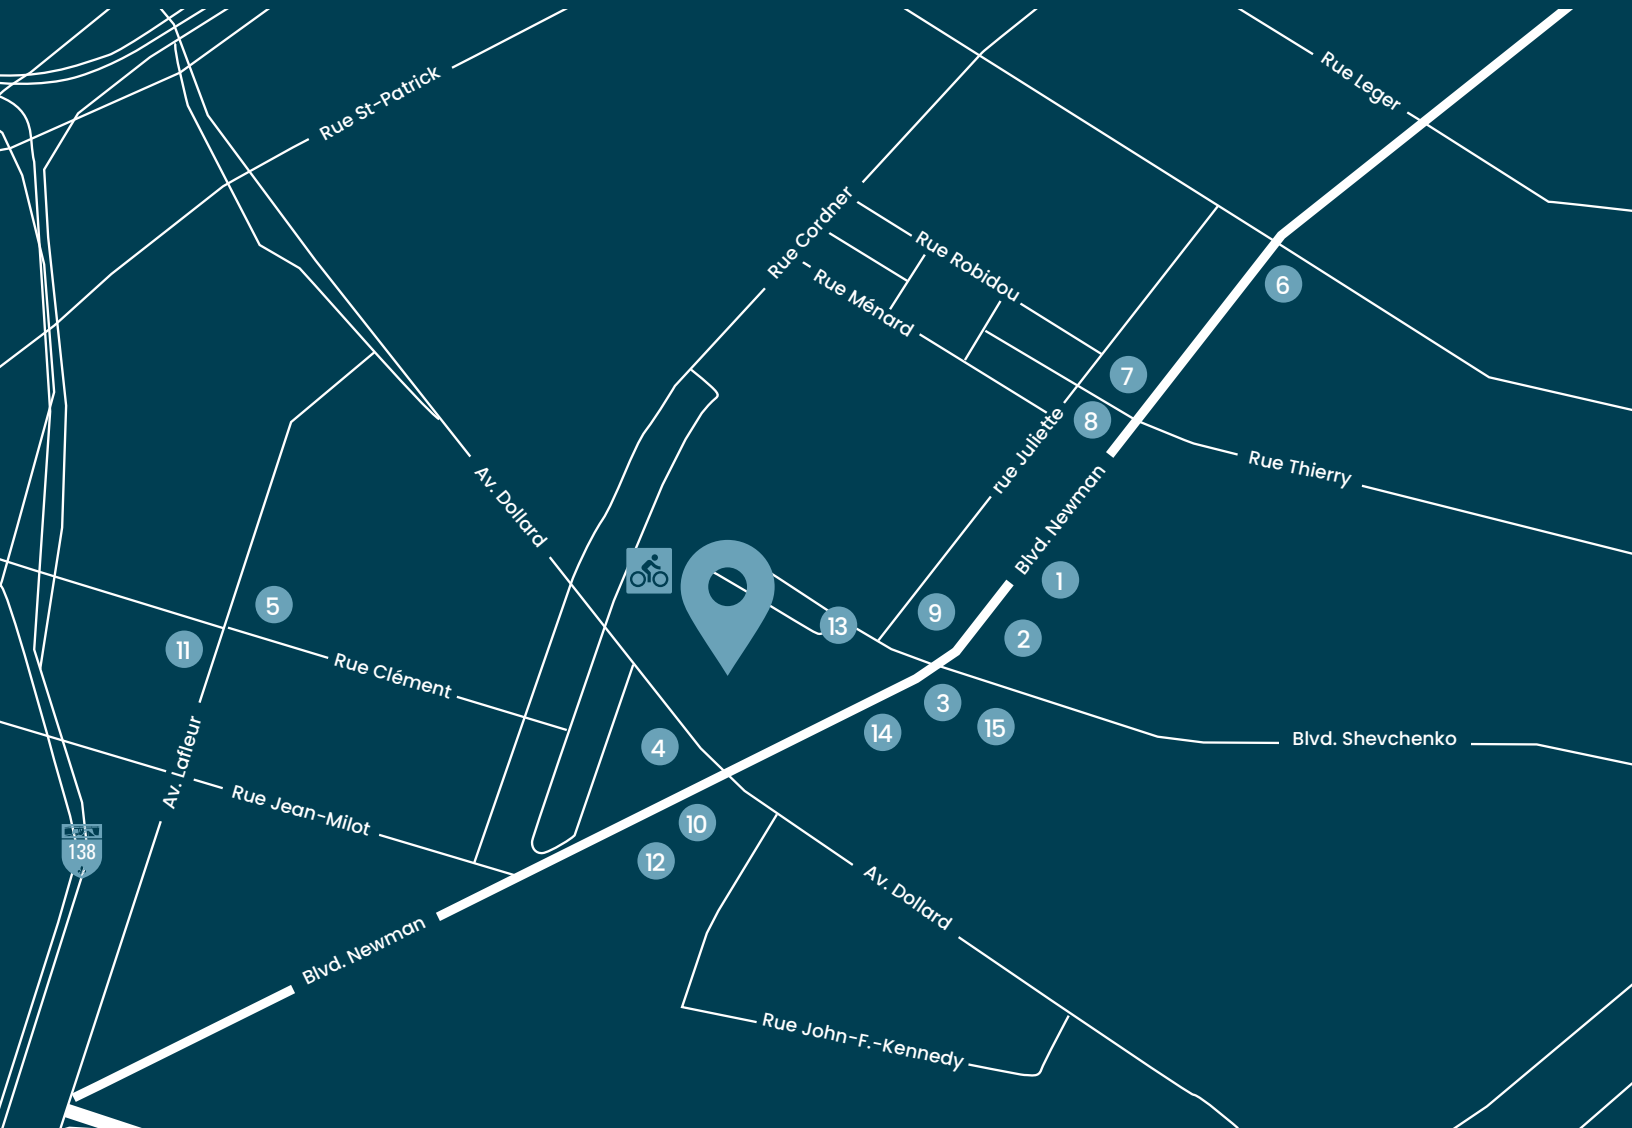 Rue St-Patrick
Rue Leger
Rue Cordner
Rue Robidou
Rue Ménard
6
7
8
rue Juliette
Rue Thierry
Av. Dollard
Blvd. Newman
1
5
9
13
2
11
Rue Clément
3
14
15
4
Blvd. Shevchenko
Av. Lafleur
Rue Jean-Milot
10
138
12
Av. Dollard
Blvd. Newman
Rue John-F.-Kennedy